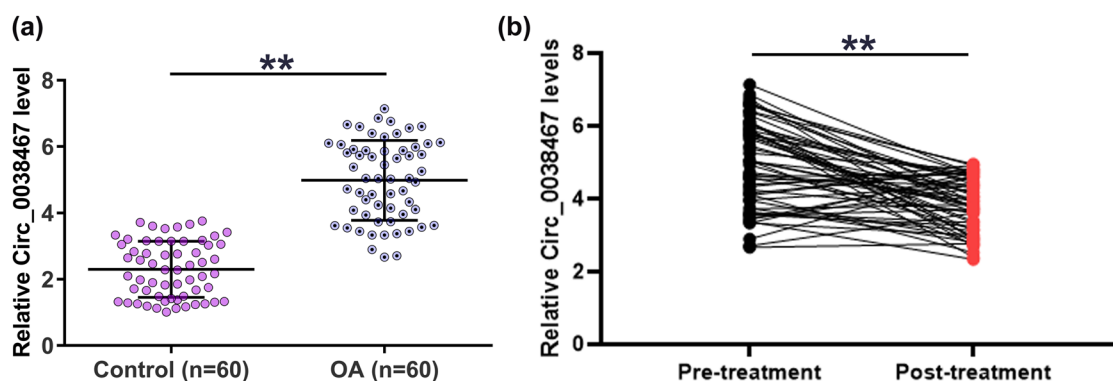 (a)
**
Relative Circ_0038467 level
8
6
4
2
0
Control (n=60)
OA (n=60)
(b)
**
Relative Circ_0038467 levels
8
6
4
2
0
Pre-treatment
Post-treatment